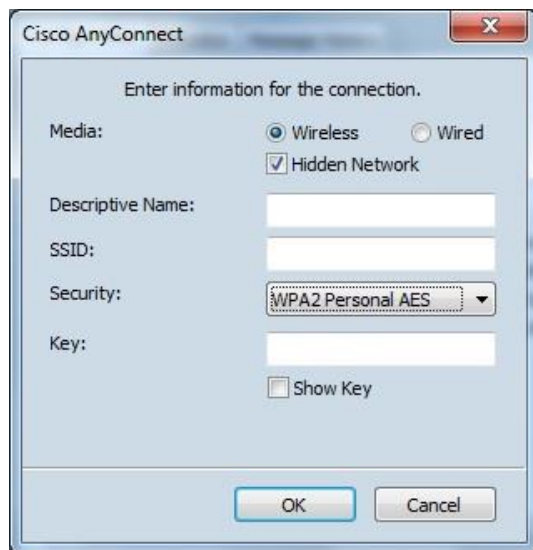 Cisco AnyConnect
Enter information for the connection.
Media: Wireless Wired
Hidden Network
Descriptive Name:
SSID:
Security: WPA2 Personal AES
Key:
Show Key
OK Cancel